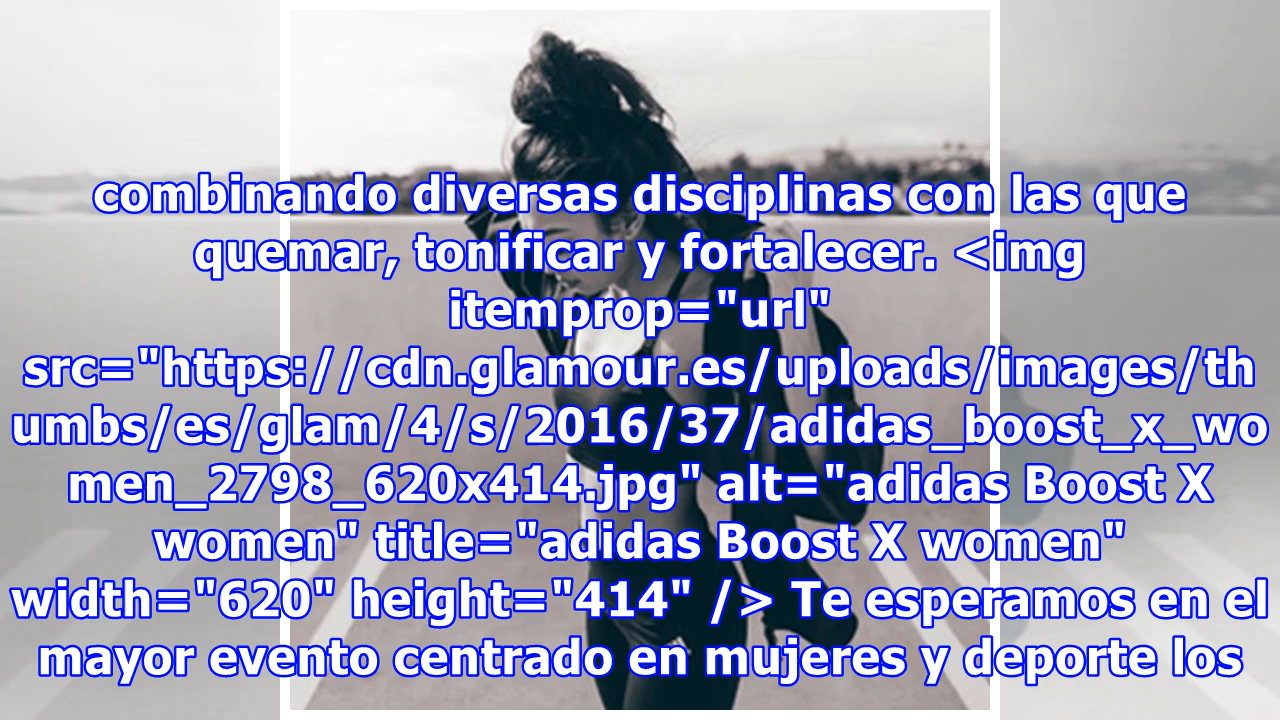 combinando diversas disciplinas con las que
quemar, tonificar y fortalecer. <img
itemprop="url"
src="https://cdn.glamour.es/uploads/images/th
umbs/es/glam/4/s/2016/37/adidas_boost_x_wo
men_2798_620x414.jpg" alt="adidas Boost X
women" title="adidas Boost X women"
width="620" height="414" /> Te esperamos en el
mayor evento centrado en mujeres y deporte los